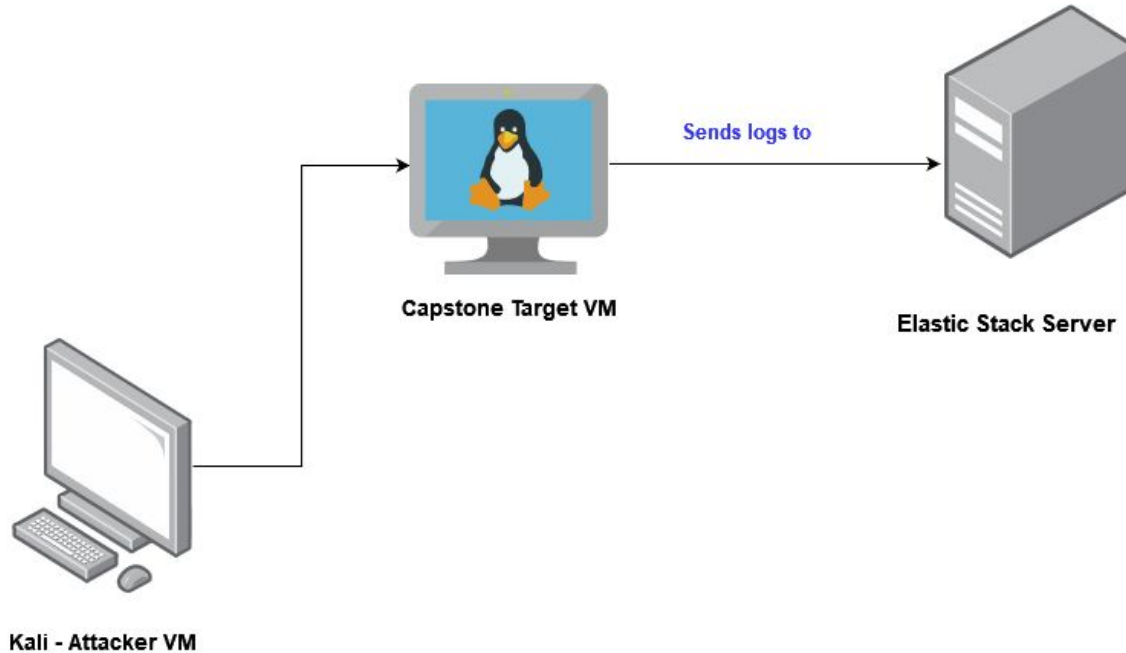 Sends logs to
Capstone Target VM
Elastic Stack Server
Kali - Attacker VM